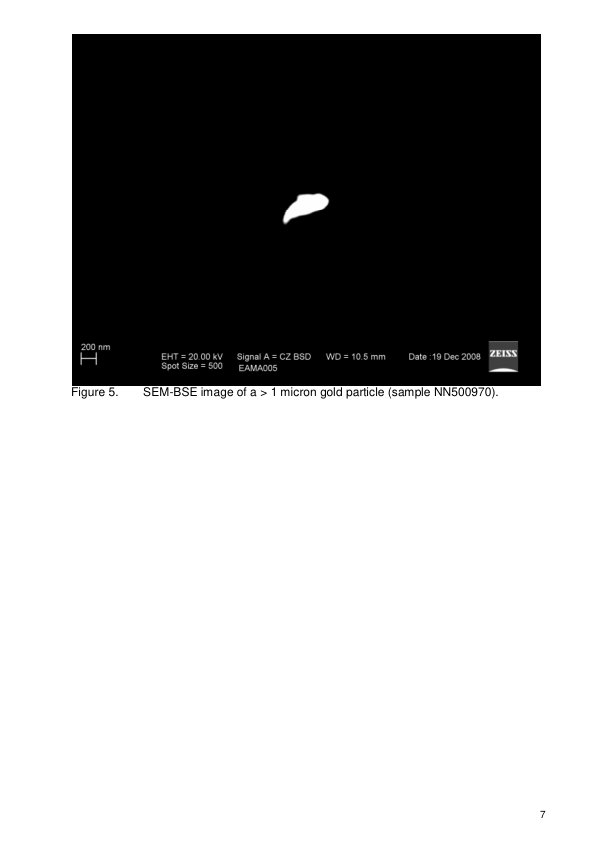 200 nm
EHT = 20.00 kV Signal A = CZ BSD WD = 10.5 mm Date :19 Dec 2008 ZEISS
Spot Size = 500 EAMA005
Figure 5. SEM-BSE image of a > 1 micron gold particle (sample NN500970).
7